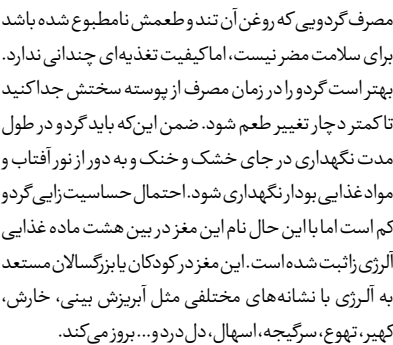 مصرف گردویی که روغن آن تند و طعمش نامطبوع شده باشد
برای سلامت مضر نیست، اما کیفیت تغذیه‌ای چندانی ندارد.
بهتر است گردو را در زمان مصرف از پوسته سختش جدا کنید
تا کمتر دچار تغییر طعم شود. ضمن این‌که باید گردو در طول
مدت نگهداری در جای خشک و خنک و به دور از نور آفتاب و
مواد غذایی بودار نگهداری شود. احتمال حساسیت‌زایی گردو
کم است اما با این حال نام این مغز در بین هشت ماده غذایی
آلرژی‌زا ثبت شده است. این مغز در کودکان یا بزرگسالان مستعد
به آلرژی با نشانه‌های مختلفی مثل آبریزش بینی، خارش،
کهیر، تهوع، سرگیجه، اسهال، دل‌درد و... بروز می‌کند.